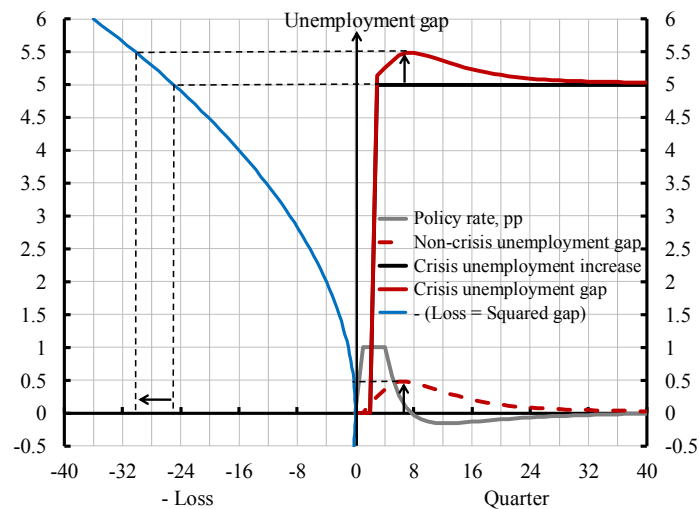 Unemployment gap
6 6
5.5 5.5
5 5
4.5 4.5
4 4
3.5 3.5
3 3
2.5 2.5
2 2
1.5 1.5
1 1
0.5 0.5
0 0
-0.5 -0.5
Policy rate, pp
Non-crisis unemployment gap
Crisis unemployment increase
Crisis unemployment gap
- (Loss = Squared gap)
-40 -32 -24 -16 -8 0 8 16 24 32 40
- Loss Quarter